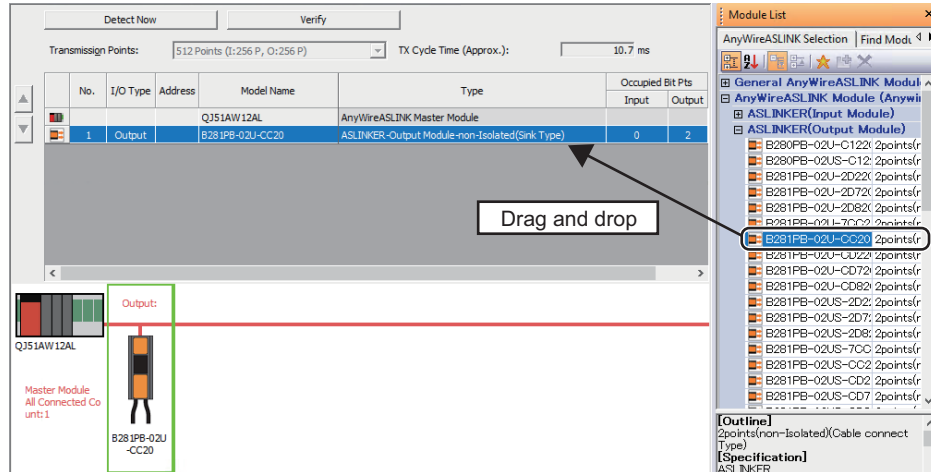 Detect Now
Verify
Transmission Points:
512 Points (I:256 P, O:256 P)
TX Cycle Time (Approx.):
10.7 ms
No.
I/O Type
Address
Model Name
Type
Occupied Bit Pts
Input
Output
QJ51AW12AL
AnyWireASLINK Master Module
1
Output
B281PB-02U-CC20
ASLINKER-Output Module-non-Isolated(Sink Type)
0
2
Drag and drop
Output:
QJ51AW12AL
Master Module
All Connected Co
unt:1
B281PB-02U
-CC20
Module List
AnyWireASLINK Selection
Find Modu
General AnyWireASLINK Modul
AnyWireASLINK Module (Anywi
ASLINKER(Input Module)
ASLINKER(Output Module)
B280PB-02U-C122( 2points(r
B280PB-02US-C12: 2points(r
B281PB-02U-2D22( 2points(r
B281PB-02U-2D72( 2points(r
B281PB-02U-2D82( 2points(r
B281PB-02U-7CC2 2points(r
B281PB-02U-CC20 2points(r
B281PB-02U-CD22( 2points(r
B281PB-02U-CD72( 2points(r
B281PB-02U-CD82( 2points(r
B281PB-02US-2D2: 2points(r
B281PB-02US-2D7: 2points(r
B281PB-02US-2D8: 2points(r
B281PB-02US-7CC 2points(r
B281PB-02US-CC2 2points(r
B281PB-02US-CD2 2points(r
B281PB-02US-CD7 2points(r
[Outline]
2points(non-Isolated)(Cable connect
Type)
[Specification]
ASLINKER